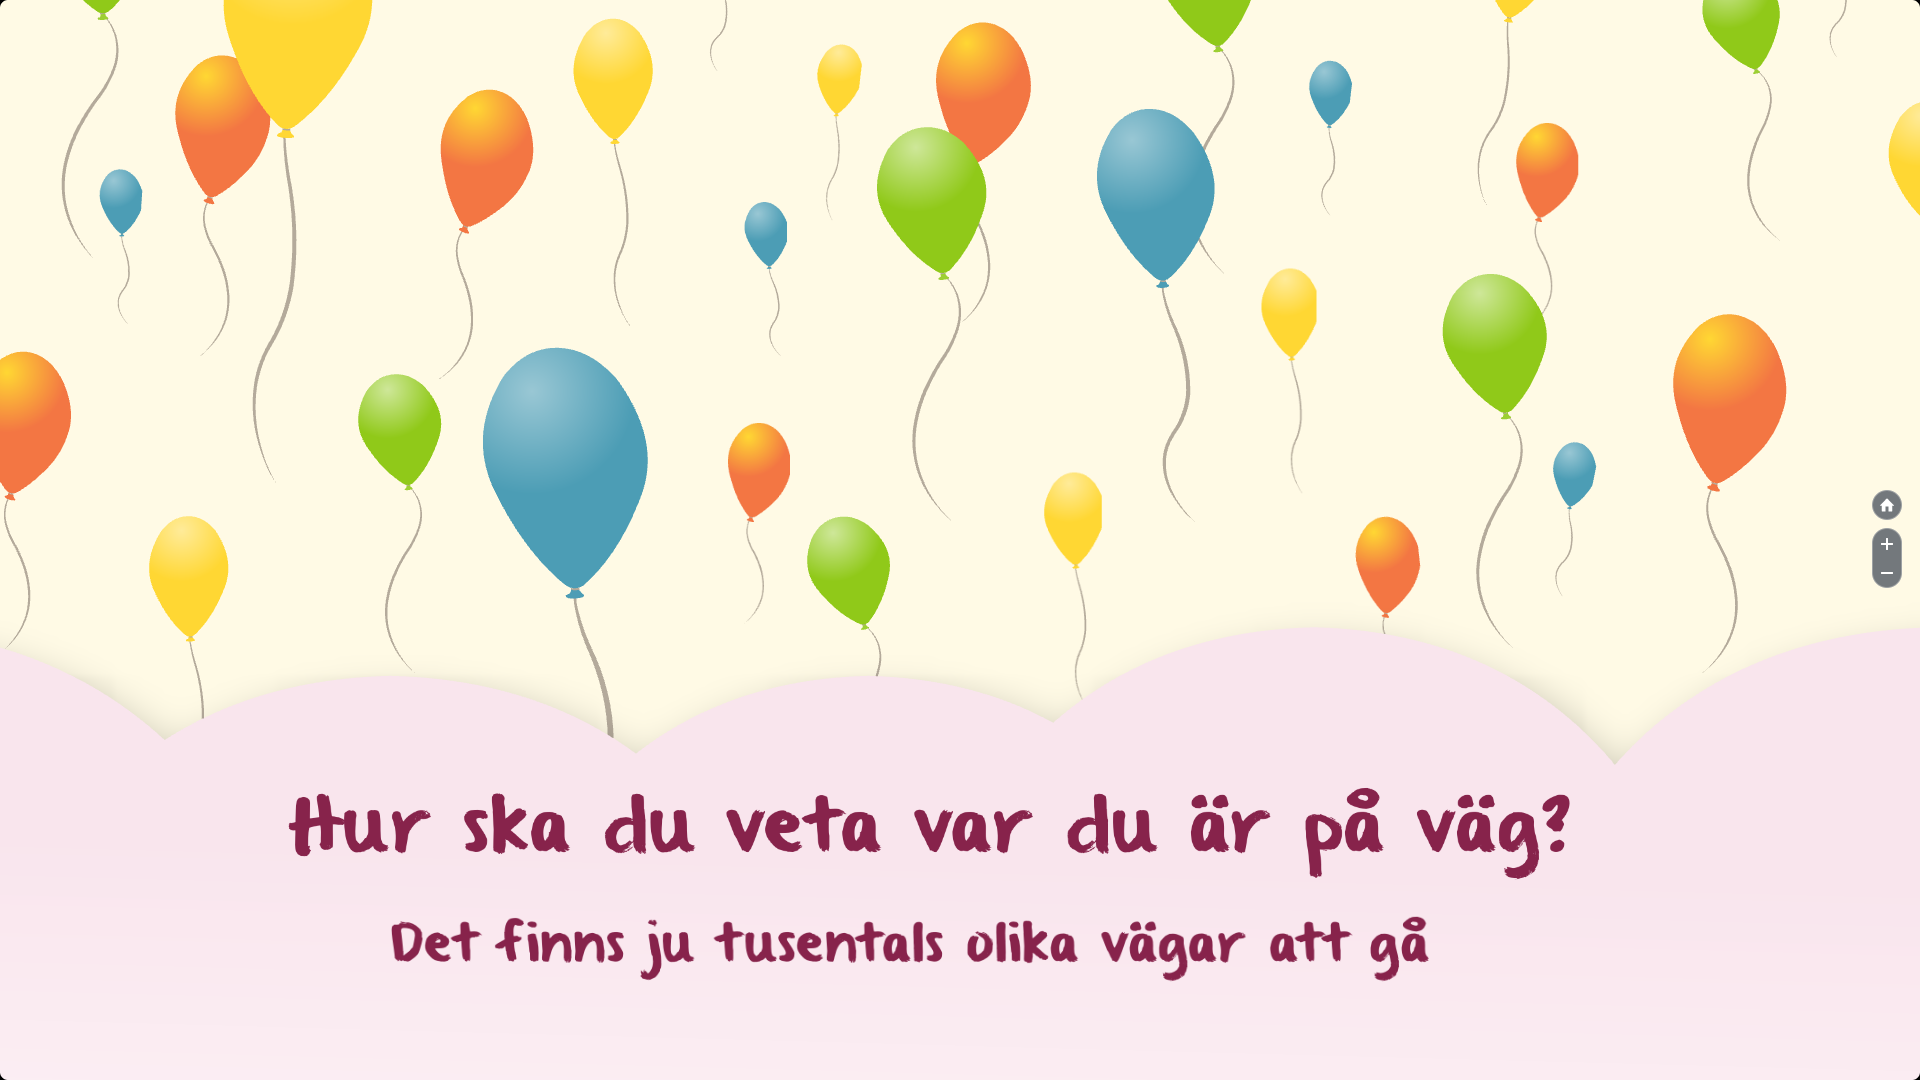 Hur ska du veta var du är på väg?
Det finns ju tusentals olika vägar att gå